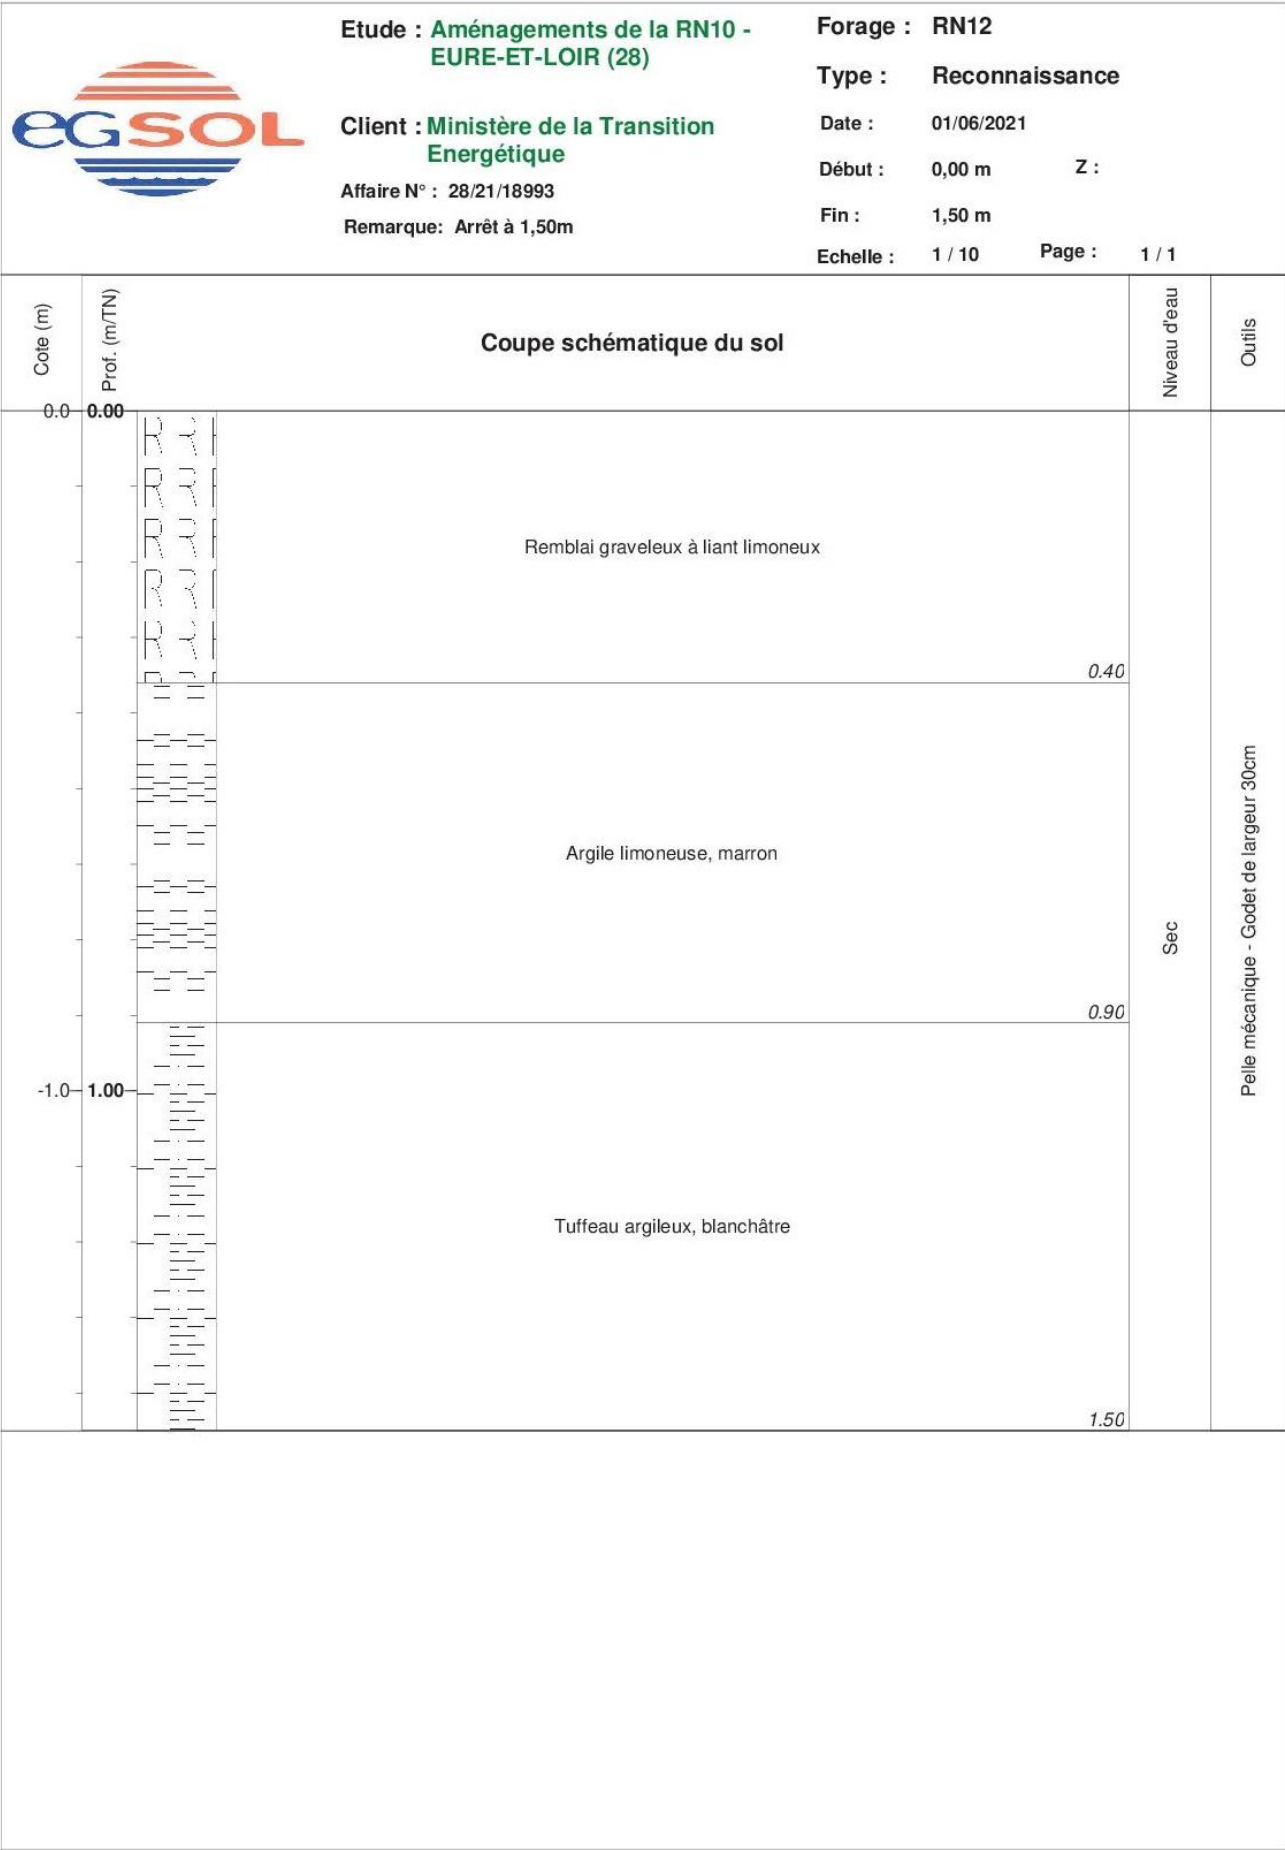 eGSOL
Etude : Aménagements de la RN10 -
EURE-ET-LOIR (28)
Client : Ministère de la Transition
Energétique
Affaire N° : 28/21/18993
Remarque: Arrêt à 1,50m
Forage : RN12
Type : Reconnaissance
Date : 01/06/2021
Début : 0,00 m Z :
Fin : 1,50 m
Echelle : 1 / 10 Page : 1 / 1
Cote (m)
Prof. (m/TN)
Coupe schématique du sol
Niveau d'eau
Outils
0.0 0.00
Remblai graveleux à liant limoneux
0.40
Argile limoneuse, marron
0.90
-1.0 1.00
Tuffeau argileux, blanchâtre
1.50
Sec
Pelle mécanique - Godet de largeur 30cm